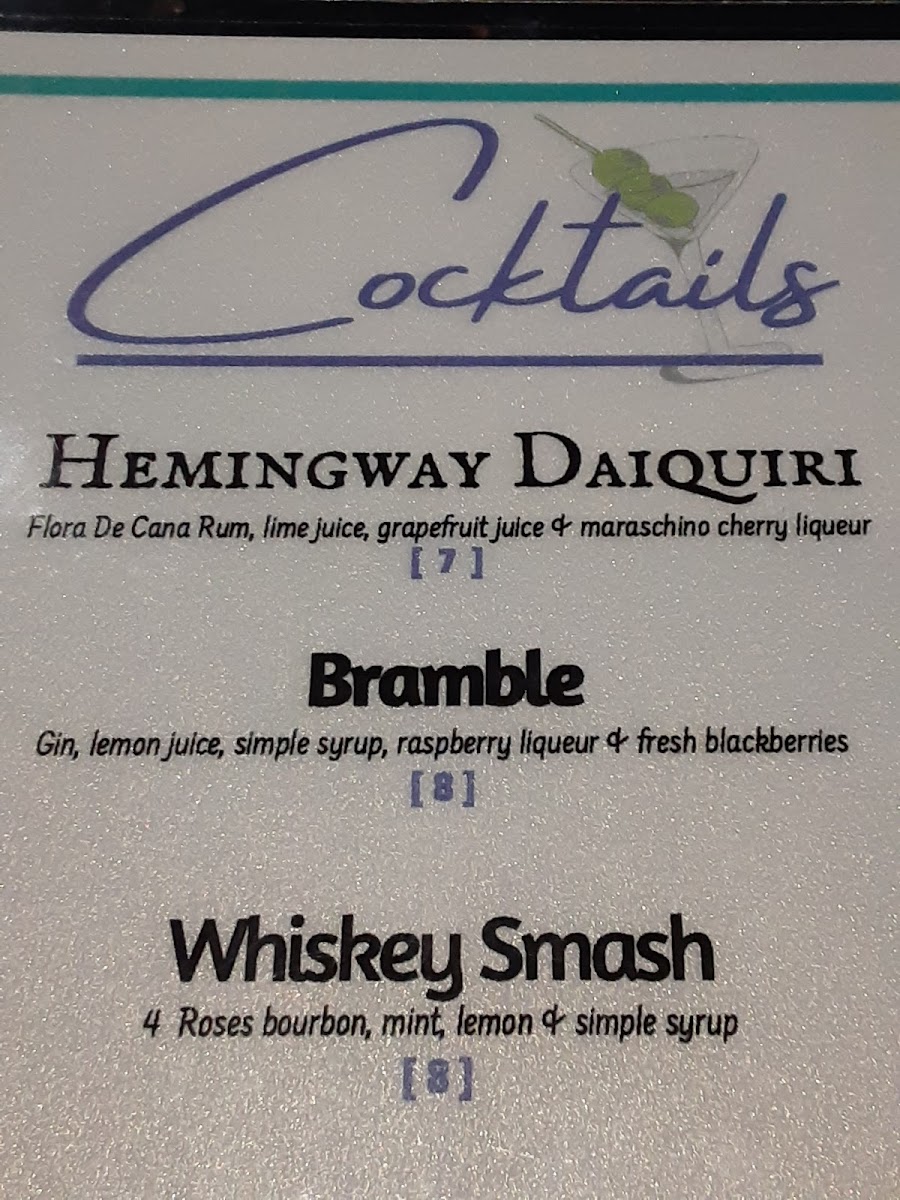 Cocktails
Hemingway Daiquiri
Flora De Cana Rum, lime juice, grapefruit juice & maraschino cherry liqueur
[ 7 ]
Bramble
Gin, lemon juice, simple syrup, raspberry liqueur & fresh blackberries
[ 8 ]
Whiskey Smash
4 Roses bourbon, mint, lemon & simple syrup
[ 8 ]